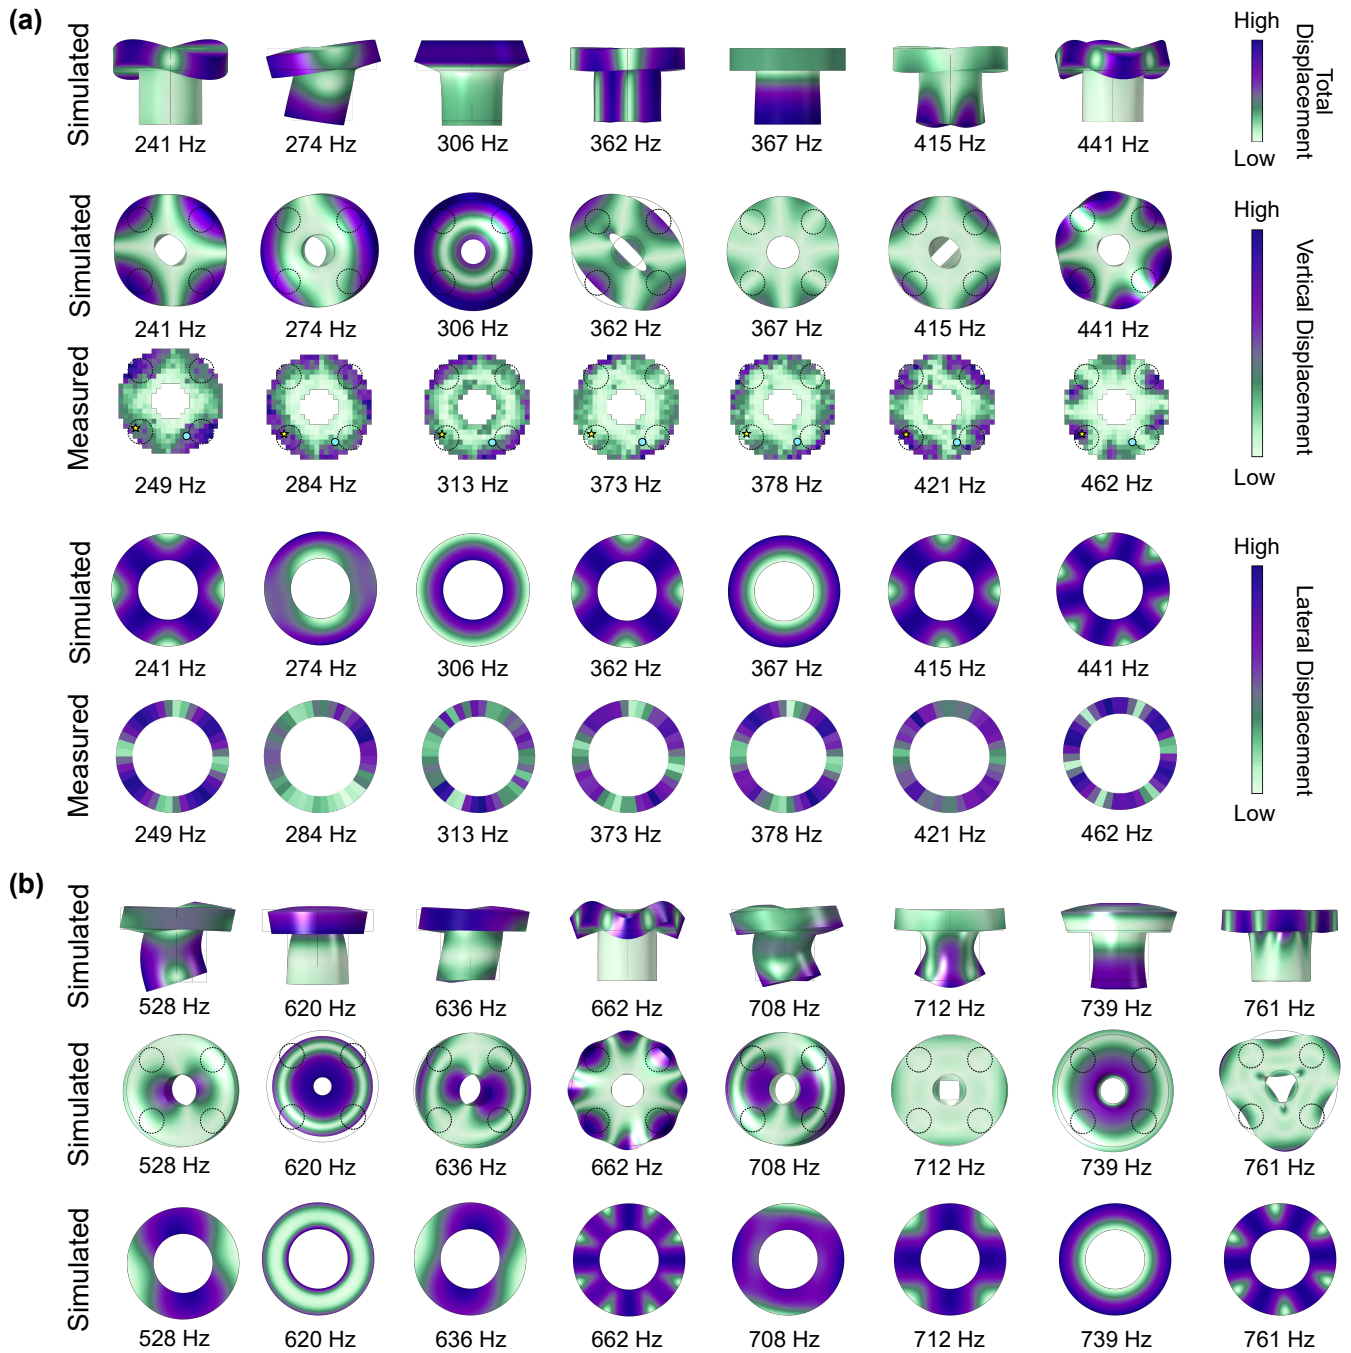 (a)
Simulated
241 Hz 274 Hz 306 Hz 362 Hz 367 Hz 415 Hz 441 Hz
High
Low
Total
Displacement
Simulated
241 Hz 274 Hz 306 Hz 362 Hz 367 Hz 415 Hz 441 Hz
Measured
249 Hz 284 Hz 313 Hz 373 Hz 378 Hz 421 Hz 462 Hz
High
Low
Vertical Displacement
Simulated
241 Hz 274 Hz 306 Hz 362 Hz 367 Hz 415 Hz 441 Hz
Measured
249 Hz 284 Hz 313 Hz 373 Hz 378 Hz 421 Hz 462 Hz
High
Low
Lateral Displacement
(b)
Simulated
528 Hz 620 Hz 636 Hz 662 Hz 708 Hz 712 Hz 739 Hz 761 Hz
Simulated
528 Hz 620 Hz 636 Hz 662 Hz 708 Hz 712 Hz 739 Hz 761 Hz
Simulated
528 Hz 620 Hz 636 Hz 662 Hz 708 Hz 712 Hz 739 Hz 761 Hz